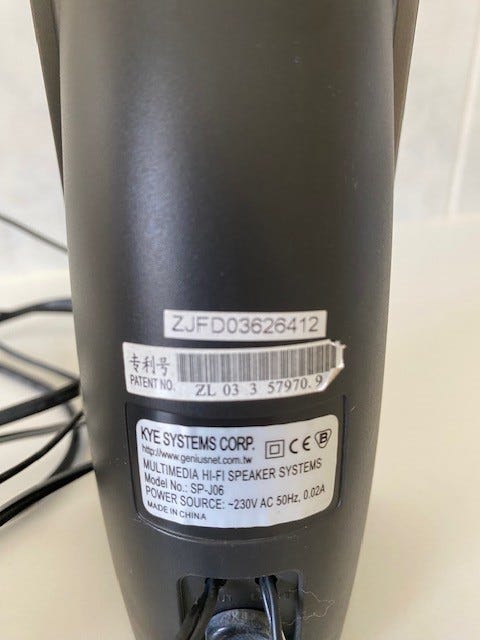 ZJFD03626412
专利号
PATENT NO. ZL 03 3 57970.9
KYE SYSTEMS CORP. CE B
http://www.geniusnet.com.tw
MULTIMEDIA HI-FI SPEAKER SYSTEMS
Model No.: SP-J06
POWER SOURCE: ~230V AC 50Hz, 0.02A
MADE IN CHINA